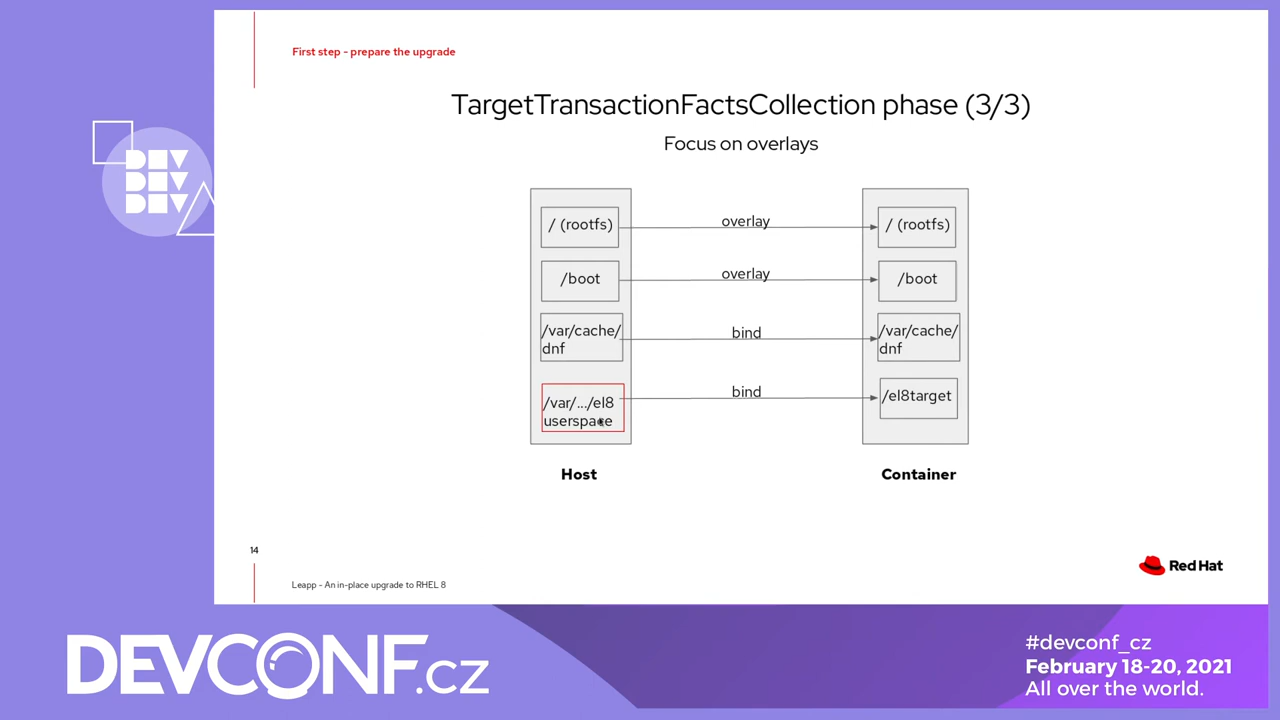 First step - prepare the upgrade
TargetTransactionFactsCollection phase (3/3)
Focus on overlays
/ (rootfs)
overlay
/ (rootfs)
/boot
overlay
/boot
/var/cache/
dnf
bind
/var/cache/
dnf
/var/.../el8
userspace
bind
/el8target
Host
Container
14
Leapp - An in-place upgrade to RHEL 8
Red Hat
DEV
DEV
DEV
DEVCONF.cz
#devconf_cz
February 18-20, 2021
All over the world.